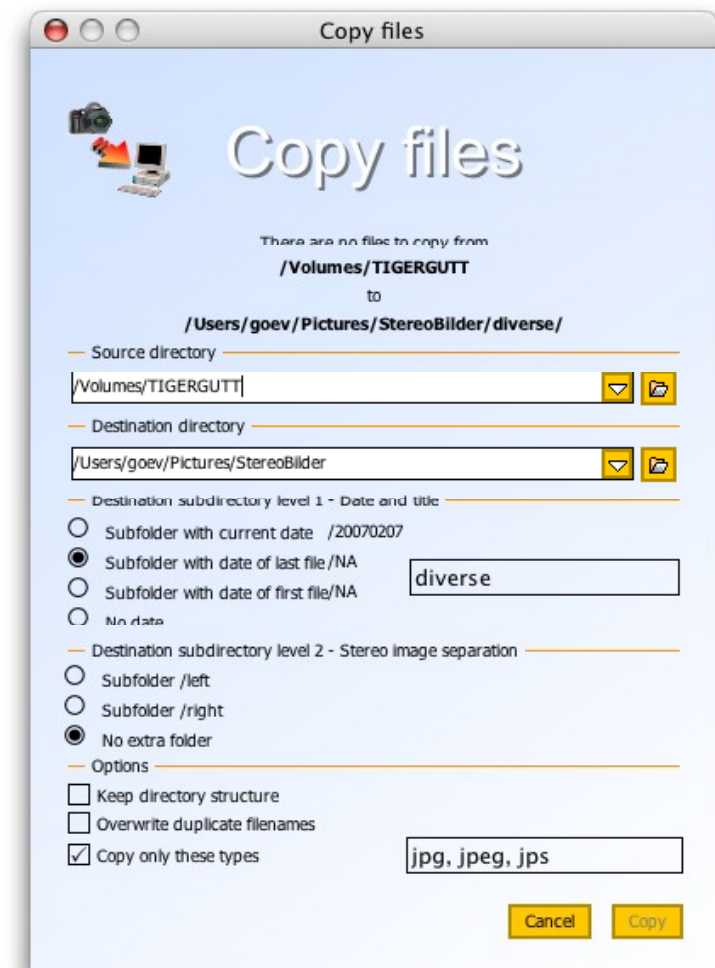 Copy files
Copy files
There are no files to copy from
/Volumes/TIGERGUTT
to
/Users/goev/Pictures/StereoBilder/diverse/
Source directory
/Volumes/TIGERGUTT
Destination directory
/Users/goev/Pictures/StereoBilder
Destination subdirectory level 1 - Date and title
Subfolder with current date /20070207
Subfolder with date of last file /NA
diverse
Subfolder with date of first file /NA
No date
Destination subdirectory level 2 - Stereo image separation
Subfolder /left
Subfolder /right
No extra folder
Options
Keep directory structure
Overwrite duplicate filenames
Copy only these types jpg, jpeg, jps
Cancel Copy